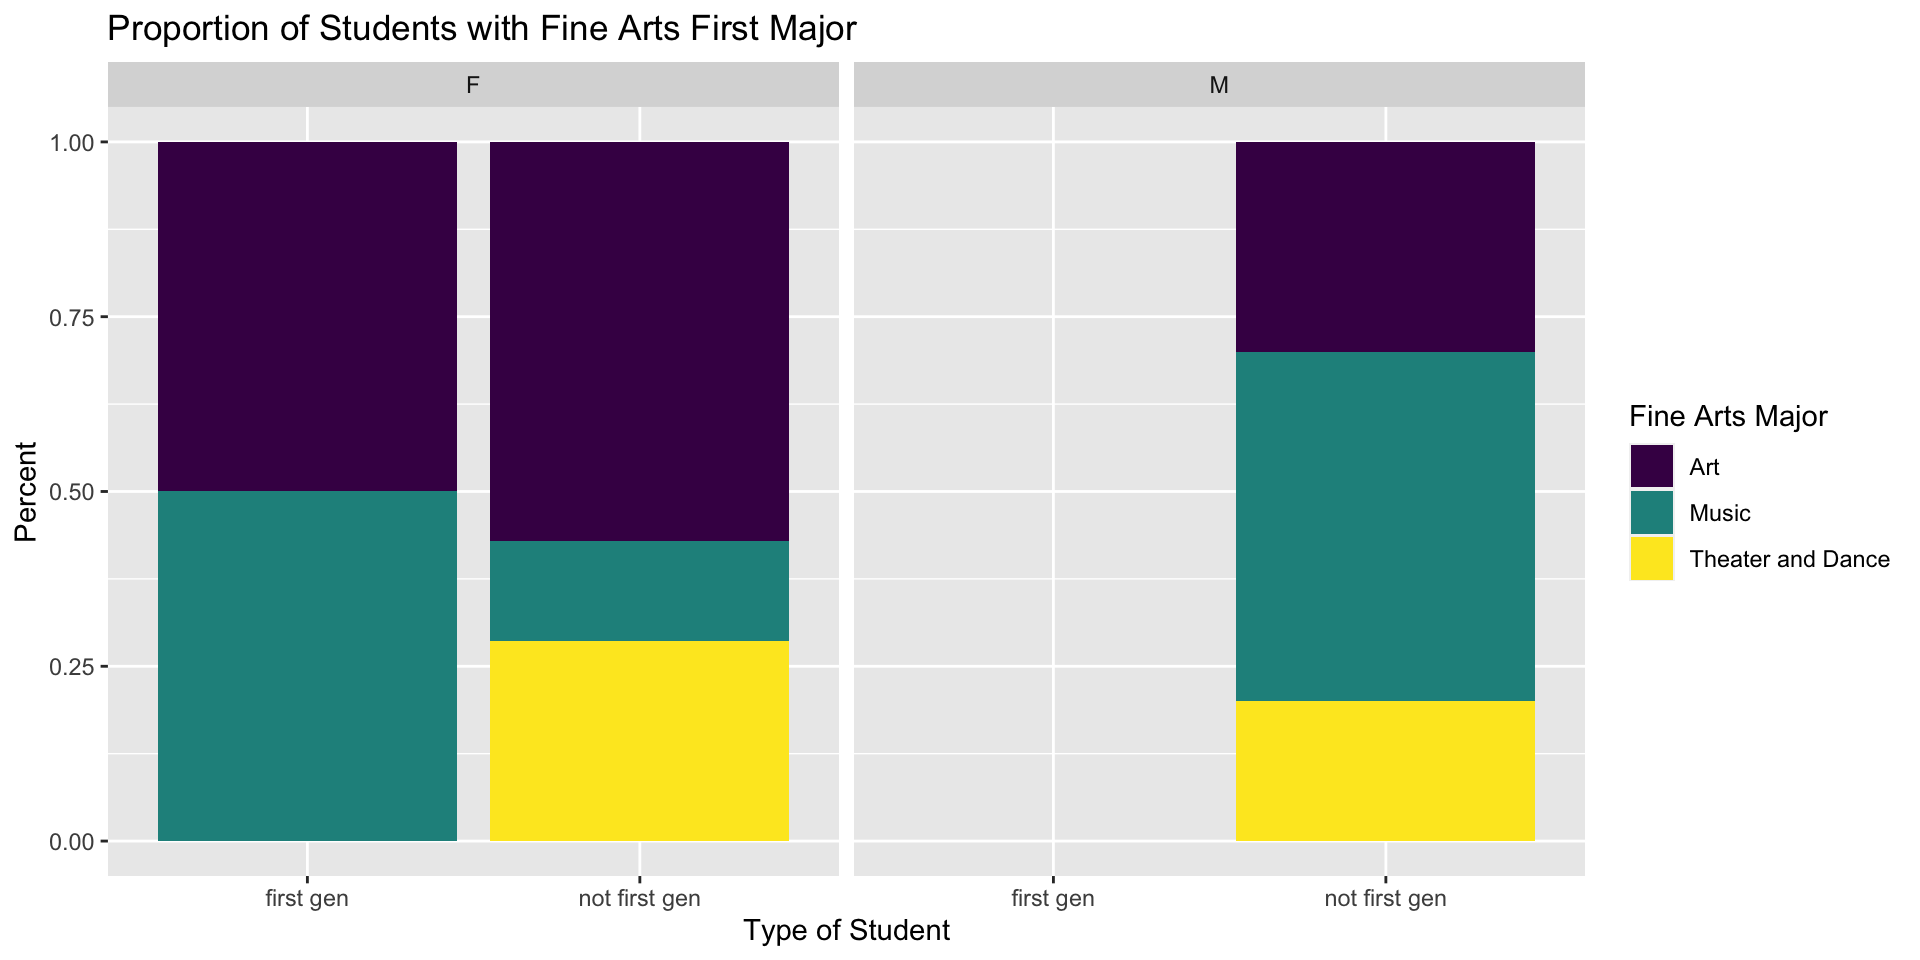 Proportion of Students with Fine Arts First Major
F
M
1.00
0.75
0.50
0.25
0.00
Percent
first gen
not first gen
first gen
not first gen
Type of Student
Fine Arts Major
Art
Music
Theater and Dance